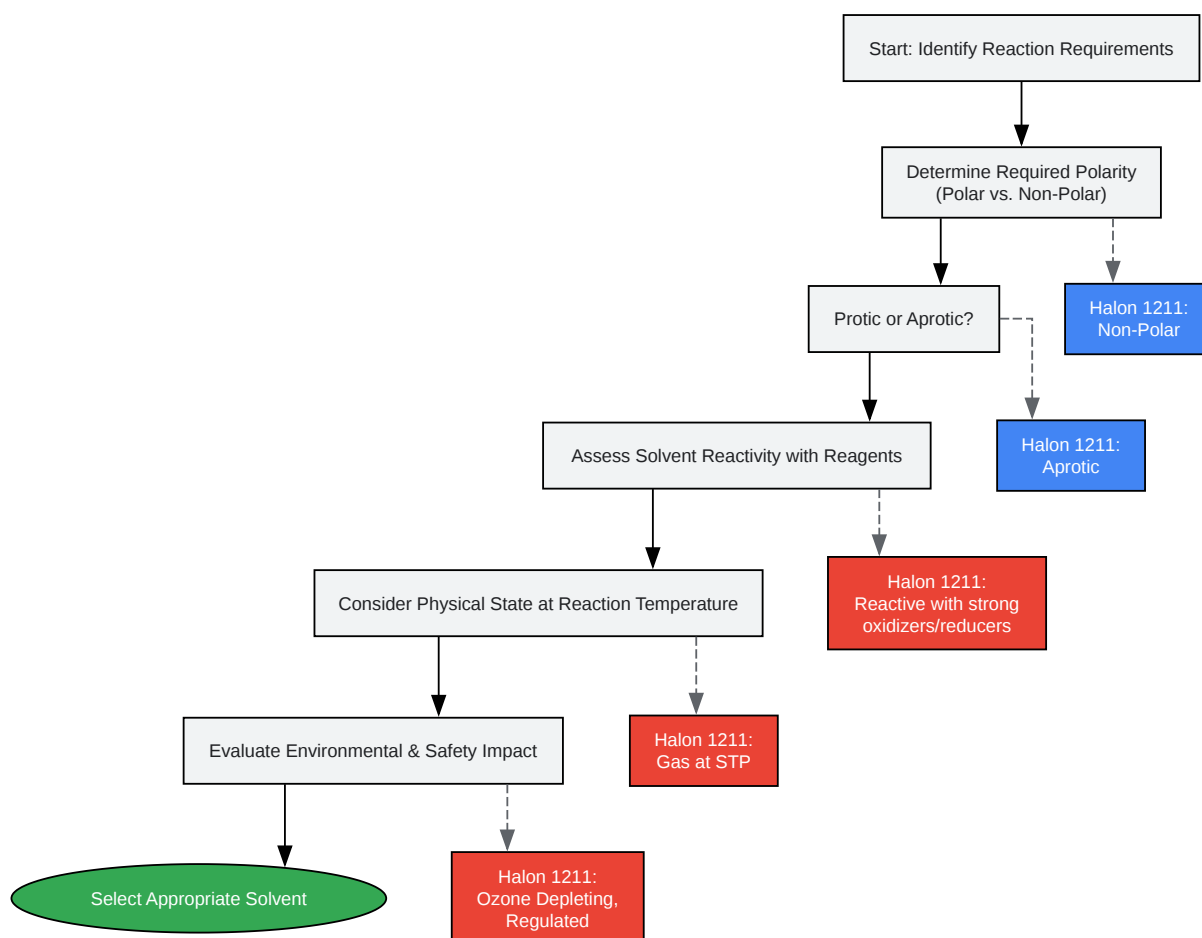 Start: Identify Reaction Requirements
Determine Required Polarity
(Polar vs. Non-Polar)
Halon 1211:
Non-Polar
Protic or Aprotic?
Halon 1211:
Aprotic
Assess Solvent Reactivity with Reagents
Halon 1211:
Reactive with strong
oxidizers/reducers
Consider Physical State at Reaction Temperature
Halon 1211:
Gas at STP
Evaluate Environmental & Safety Impact
Halon 1211:
Ozone Depleting,
Regulated
Select Appropriate Solvent